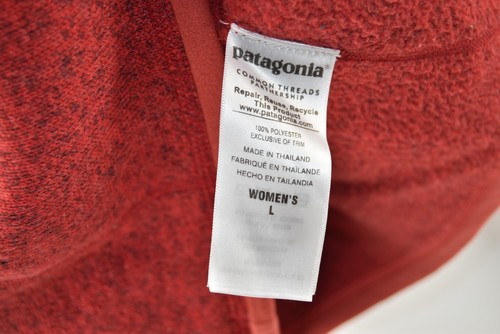 patagonia®
COMMON THREADS
PARTNERSHIP
Repair, Reuse, Recycle
This Product
www.patagonia.com
100% POLYESTER
EXCLUSIVE OF TRIM
MADE IN THAILAND
FABRIQUÉ EN THAÏLANDE
HECHO EN TAILANDIA
WOMEN'S
L